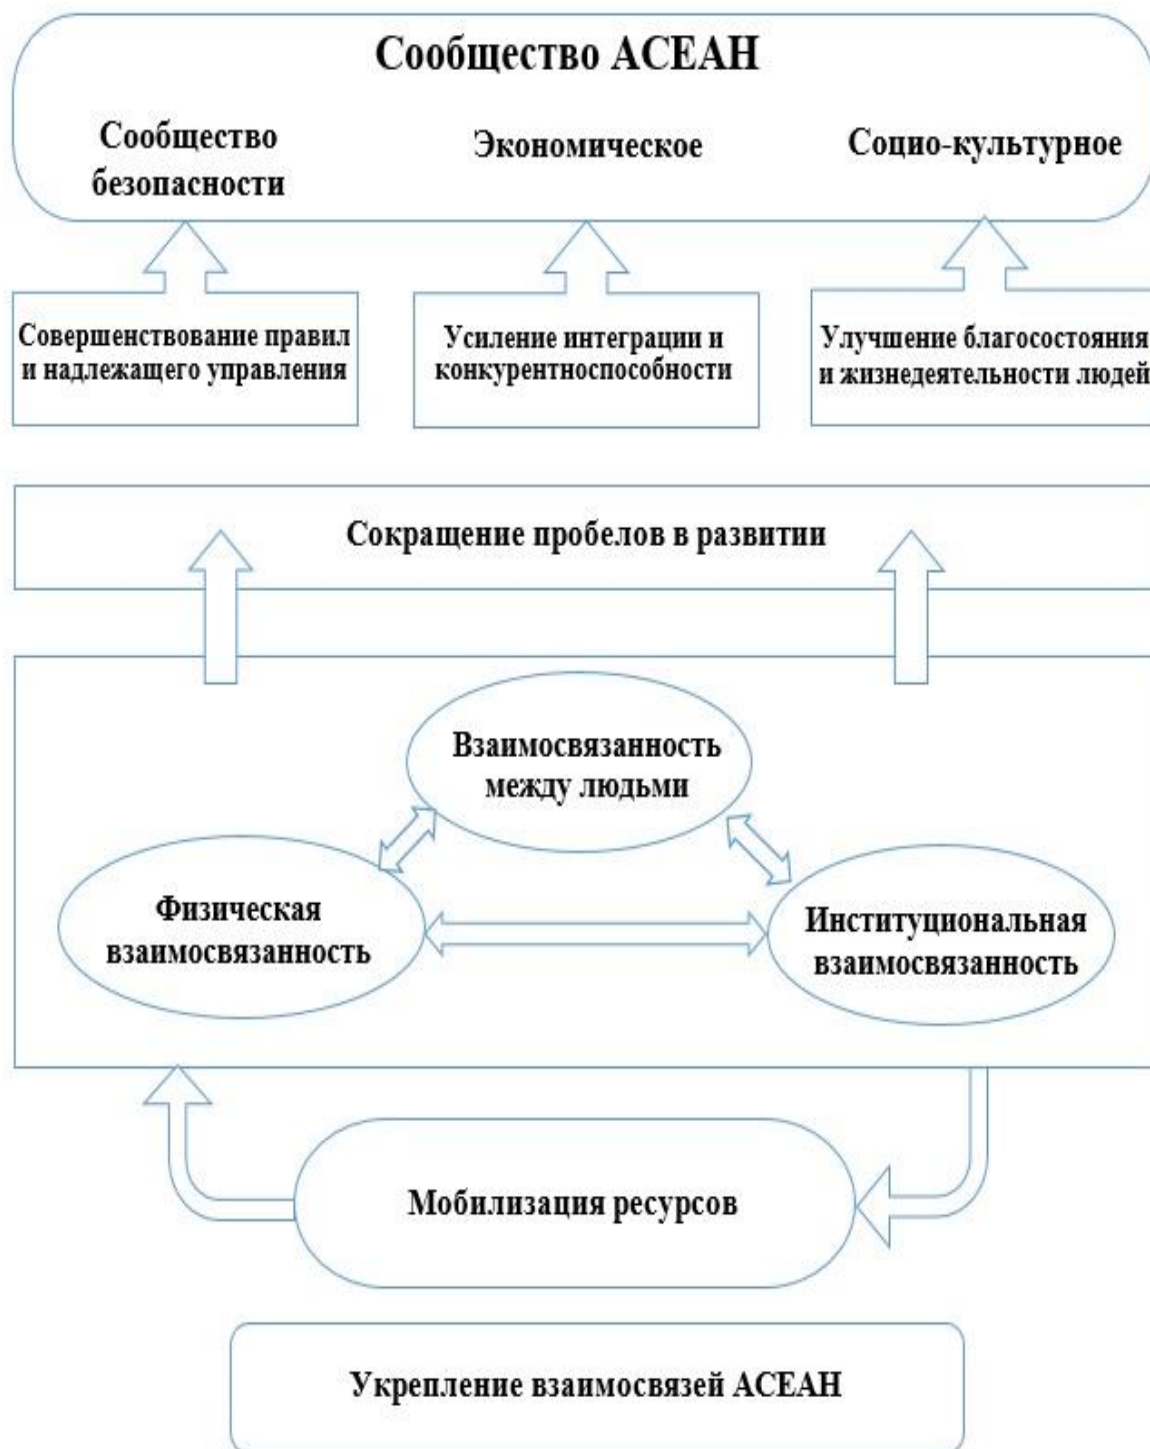 Сообщество АСЕАН
Сообщество
безопасности
Экономическое
Социо-культурное
Совершенствование правил
и надлежащего управления
Усиление интеграции и
конкурентноспособности
Улучшение благосостояния
и жизнедеятельности людей
Сокращение пробелов в развитии
Взаимосвязанность
между людьми
Физическая
взаимосвязанность
Институциональная
взаимосвязанность
Мобилизация ресурсов
Укрепление взаимосвязей АСЕАН